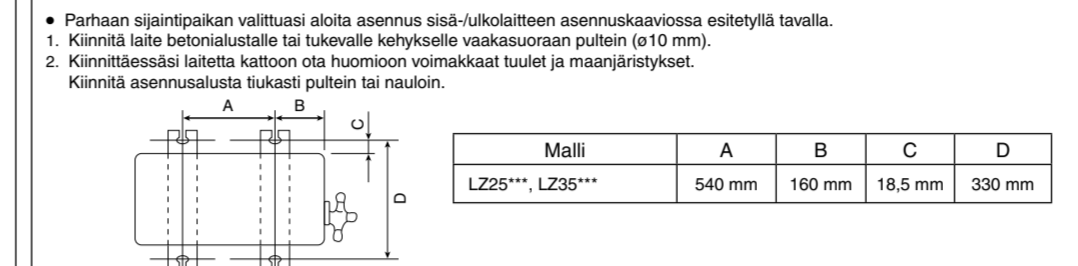 ● Parhaan sijaintipaikan valittuasi aloita asennus sisä-/ulkolaitteen asennuskaaviossa esitetyllä tavalla.
1. Kiinnitä laite betonialustalle tai tukevalle kehykselle vaakasuoraan pultein (ø10 mm).
2. Kiinnittäessäsi laitetta kattoon ota huomioon voimakkaat tuulet ja maanjäristykset.
Kiinnitä asennusalusta tiukasti pultein tai nauloin.
A B
C
D
Malli A B C D
LZ25***, LZ35*** 540 mm 160 mm 18,5 mm 330 mm